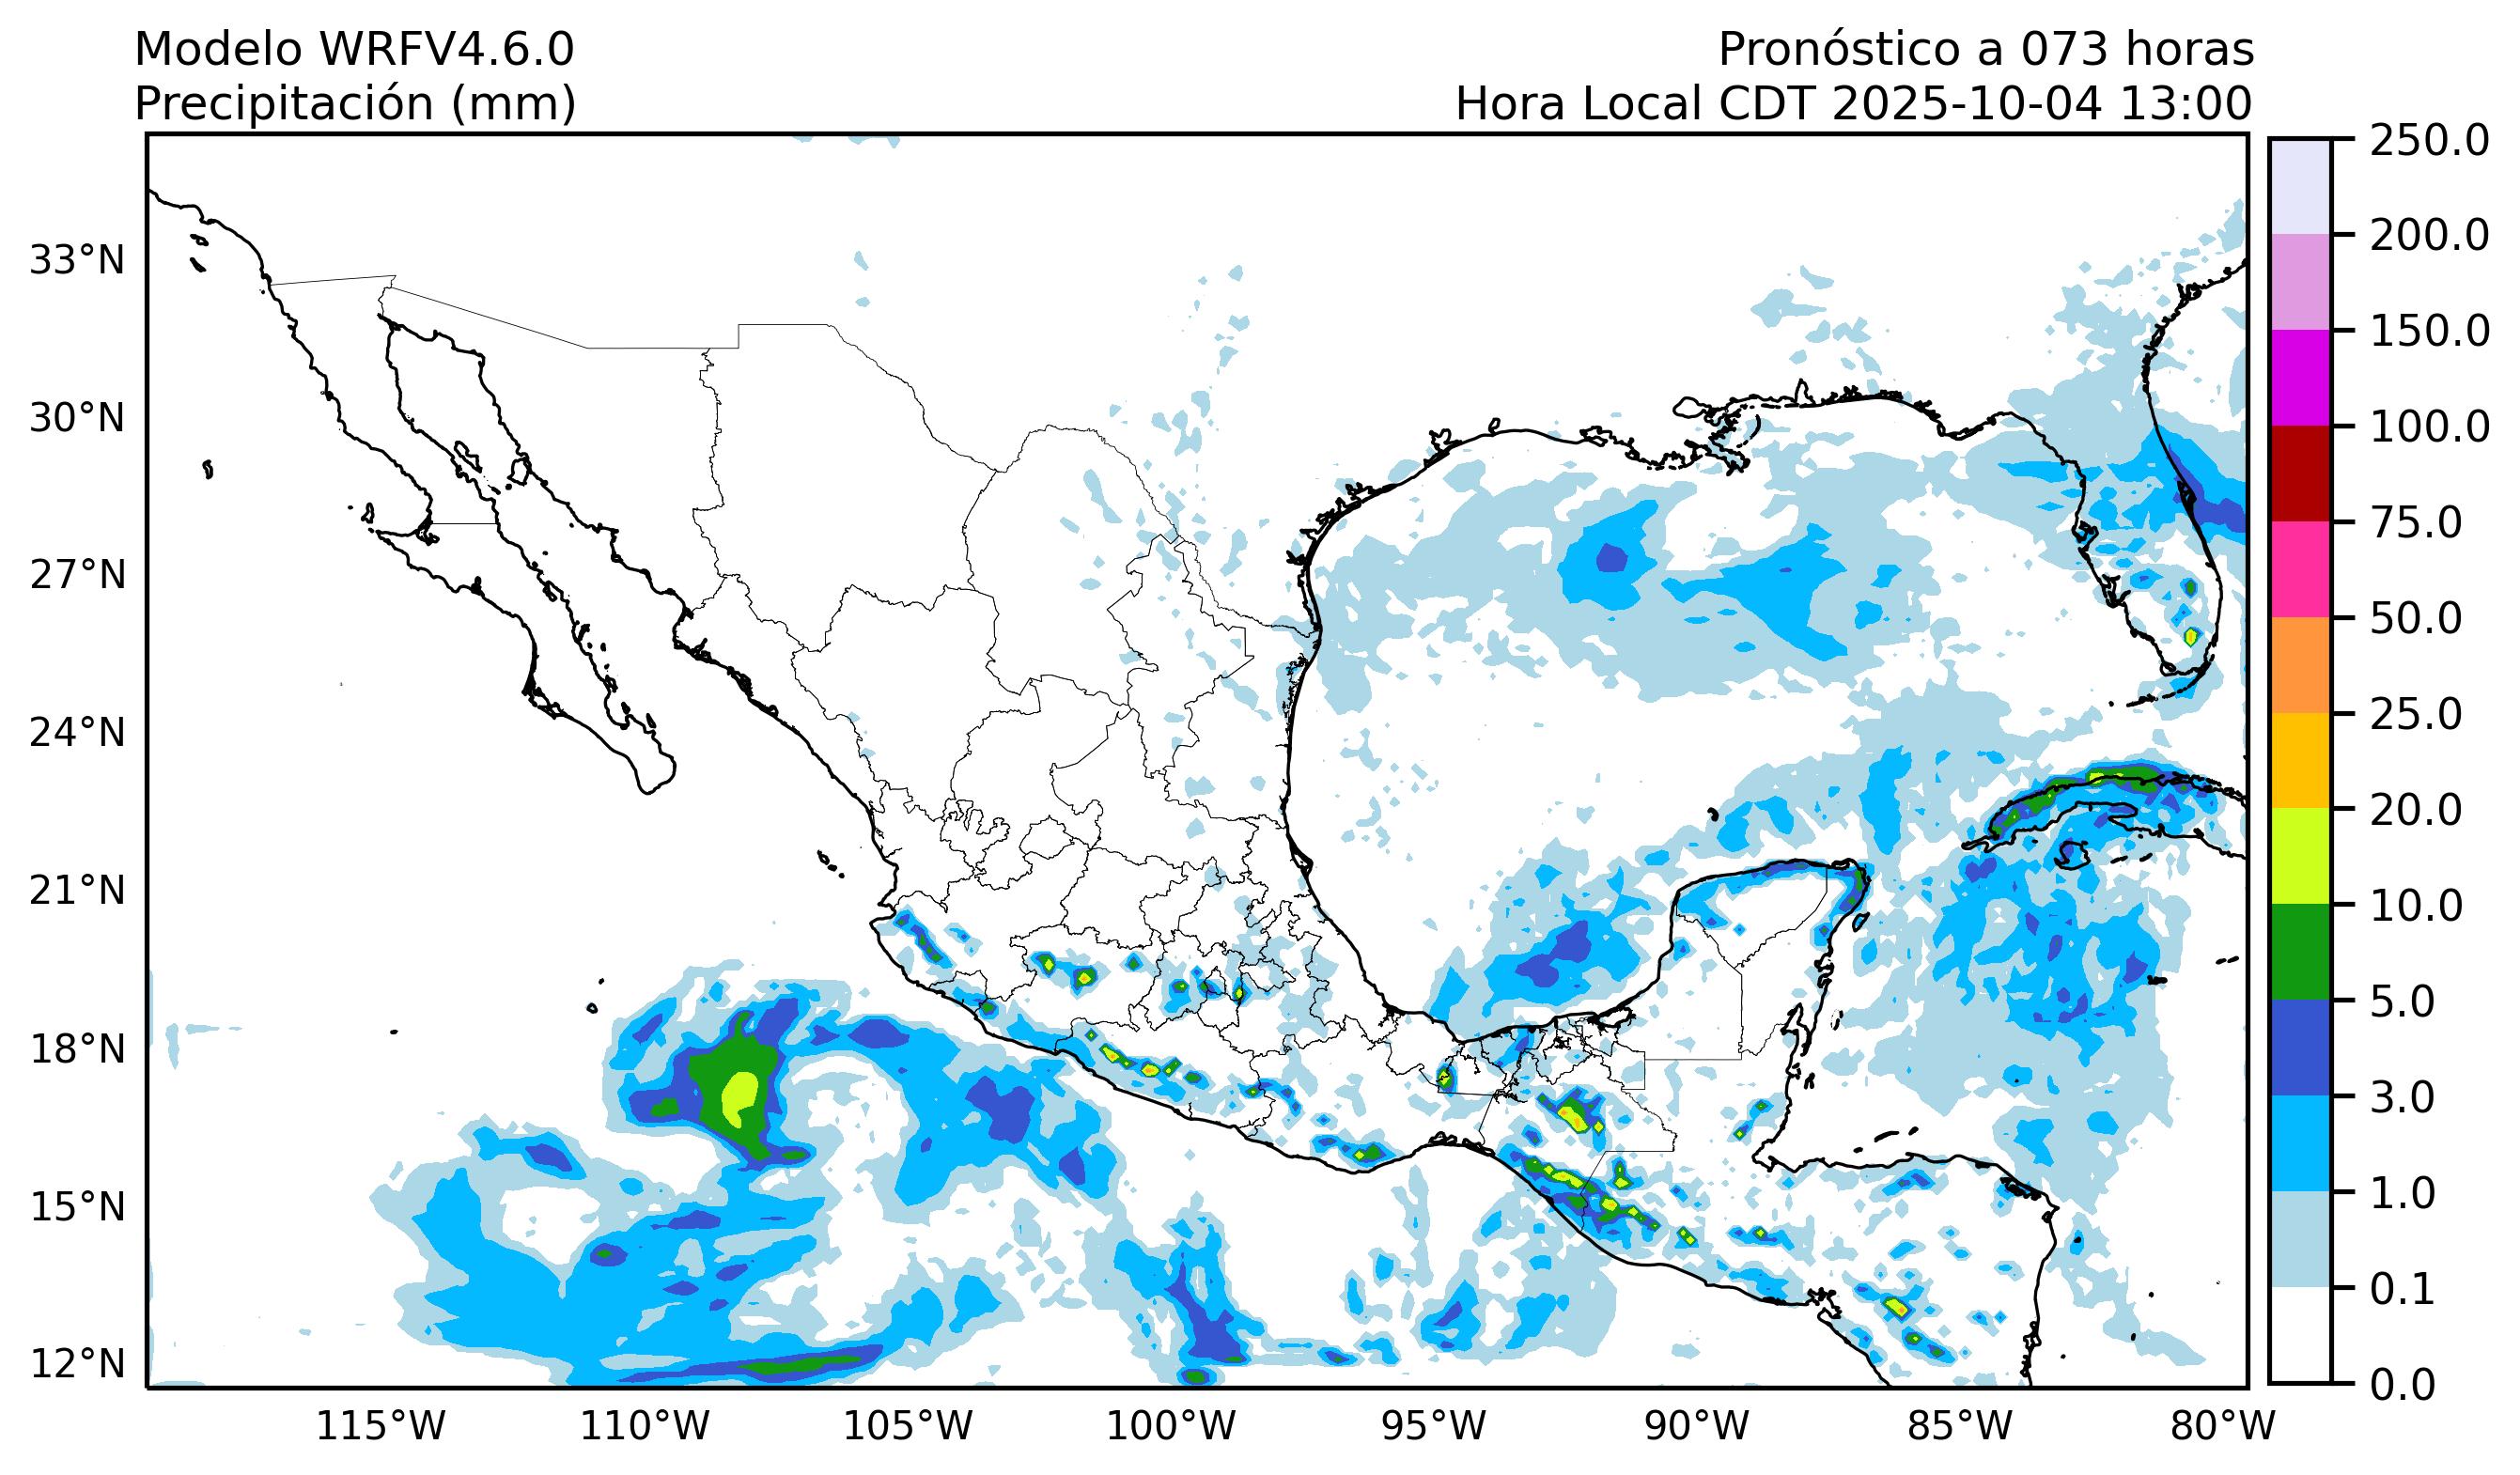 Modelo WRFV4.6.0
Precipitación (mm)
Pronóstico a 073 horas
Hora Local CDT 2025-10-04 13:00
33°N
30°N
27°N
24°N
21°N
18°N
15°N
12°N
115°W
110°W
105°W
100°W
95°W
90°W
85°W
80°W
250.0
200.0
150.0
100.0
75.0
50.0
25.0
20.0
10.0
5.0
3.0
1.0
0.1
0.0